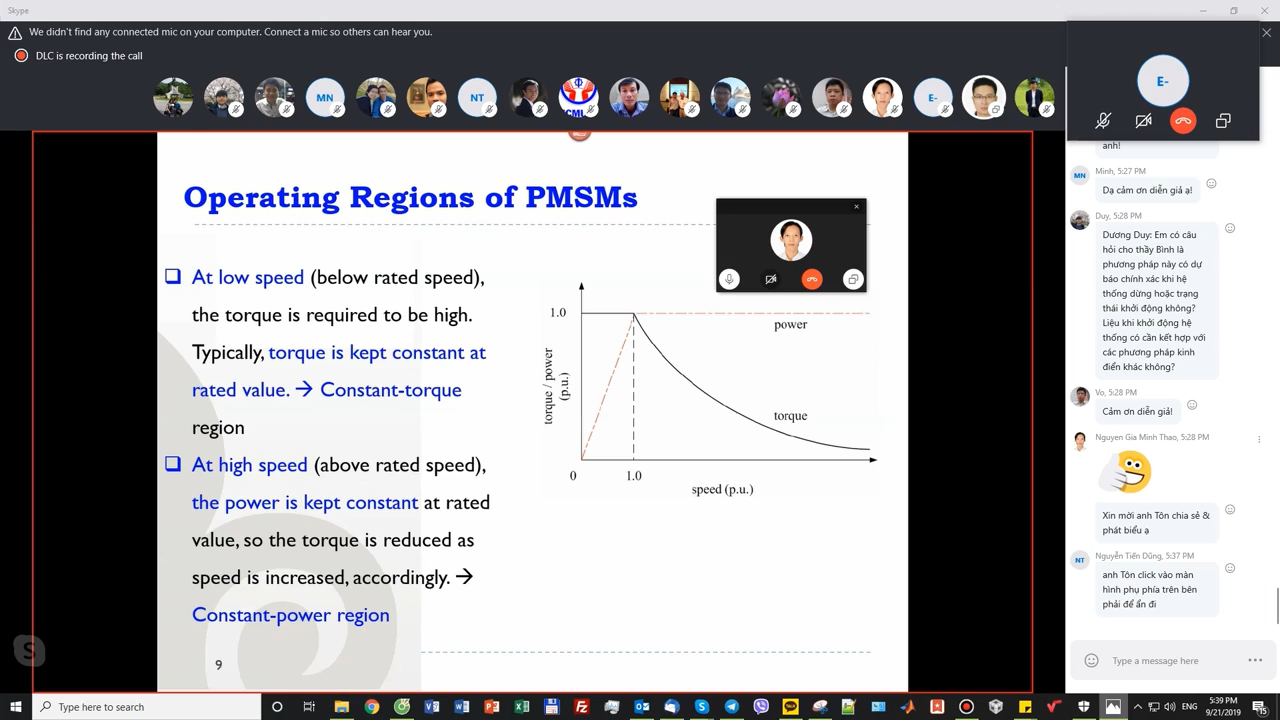 Skype
We didn't find any connected mic on your computer. Connect a mic so others can hear you.
DLC is recording the call
MN
NT
E-
E-
Operating Regions of PMSMs
At low speed (below rated speed),
the torque is required to be high.
Typically, torque is kept constant at
rated value. → Constant-torque
region
At high speed (above rated speed),
the power is kept constant at rated
value, so the torque is reduced as
speed is increased, accordingly. →
Constant-power region
9
1.0
power
torque / power
(p.u.)
torque
0
1.0
speed (p.u.)
anh!
MN
Minh, 5:27 PM
Dạ cảm ơn diễn giả ạ!
Duy, 5:28 PM
Dương Duy: Em có câu
hỏi cho thầy Bình là
phương pháp này có dự
báo chính xác khi hệ
thống dừng hoặc trạng
thái khởi động không?
Liệu khi khởi động hệ
thống có cần kết hợp với
các phương pháp kinh
điển khác không?
Vo, 5:28 PM
Cảm ơn diễn giả!
Nguyen Gia Minh Thao, 5:28 PM
Xin mời anh Tôn chia sẻ &
phát biểu ạ
NT
Nguyễn Tiến Dũng, 5:37 PM
anh Tôn click vào màn
hình phụ phía trên bên
phải để ẩn đi
Type a message here
Type here to search
ENG
5:39 PM
9/21/2019